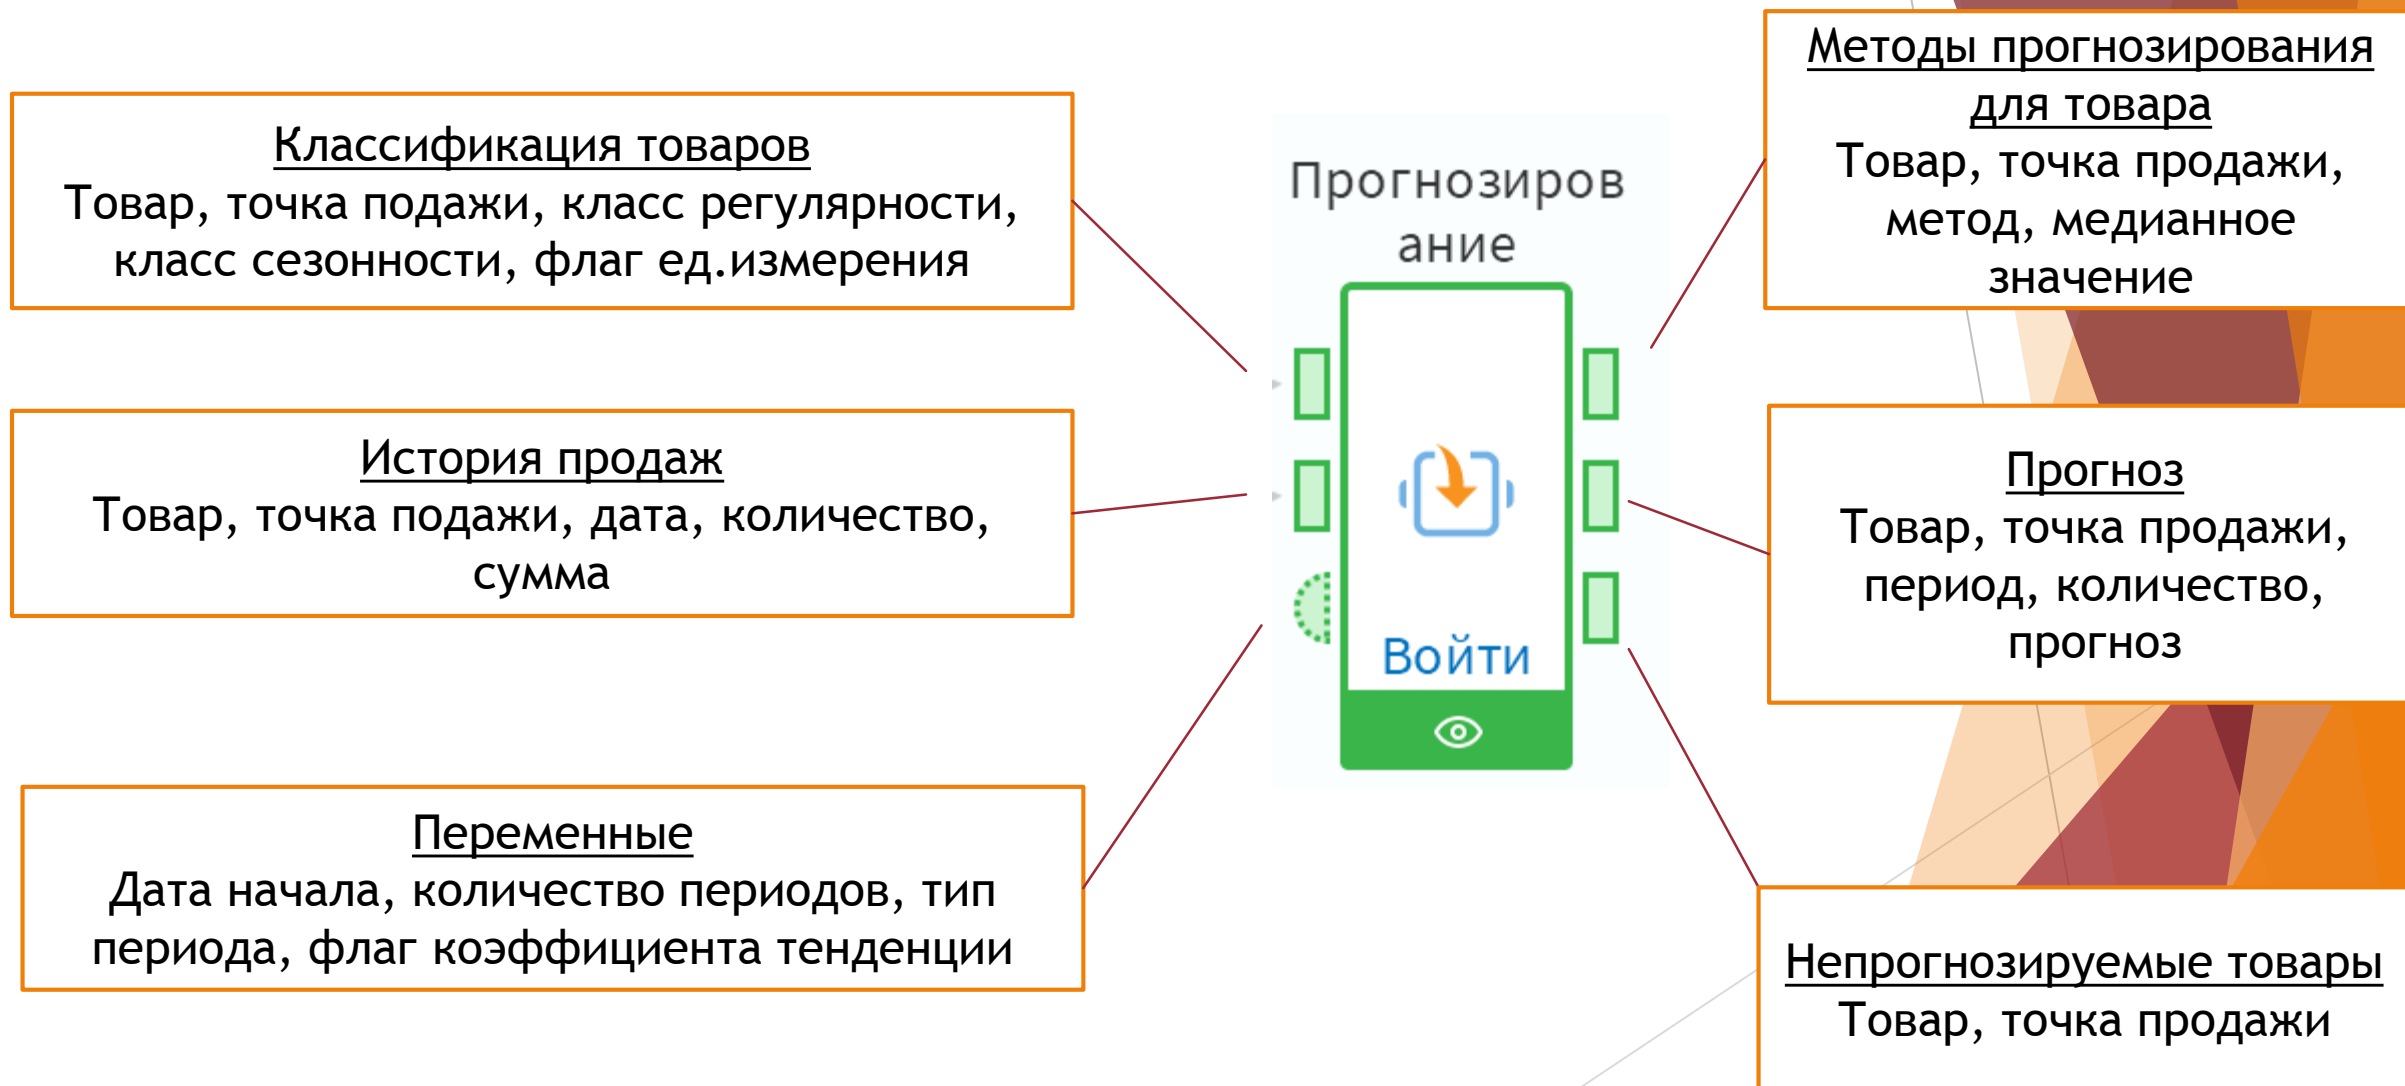 Классификация товаров
Товар, точка подажи, класс регулярности,
класс сезонности, флаг ед.измерения
История продаж
Товар, точка подажи, дата, количество,
сумма
Переменные
Дата начала, количество периодов, тип
периода, флаг коэффициента тенденции
Прогнозиров
ание
Войти
Методы прогнозирования
для товара
Товар, точка продажи,
метод, медианное
значение
Прогноз
Товар, точка продажи,
период, количество,
прогноз
Непрогнозируемые товары
Товар, точка продажи